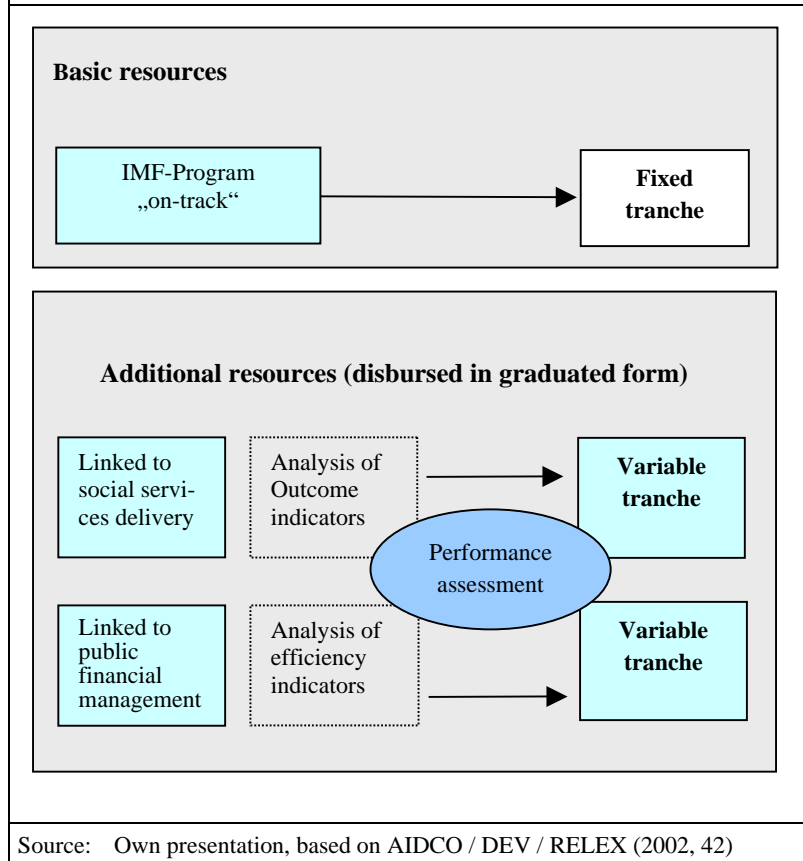 Basic resources
IMF-Program
„on-track“
Fixed
tranche
Additional resources (disbursed in graduated form)
Linked to
social servi-
ces delivery
Analysis of
Outcome
indicators
Variable
tranche
Performance
assessment
Linked to
public
financial
management
Analysis of
efficiency
indicators
Variable
tranche
Source: Own presentation, based on AIDCO / DEV / RELEX (2002, 42)